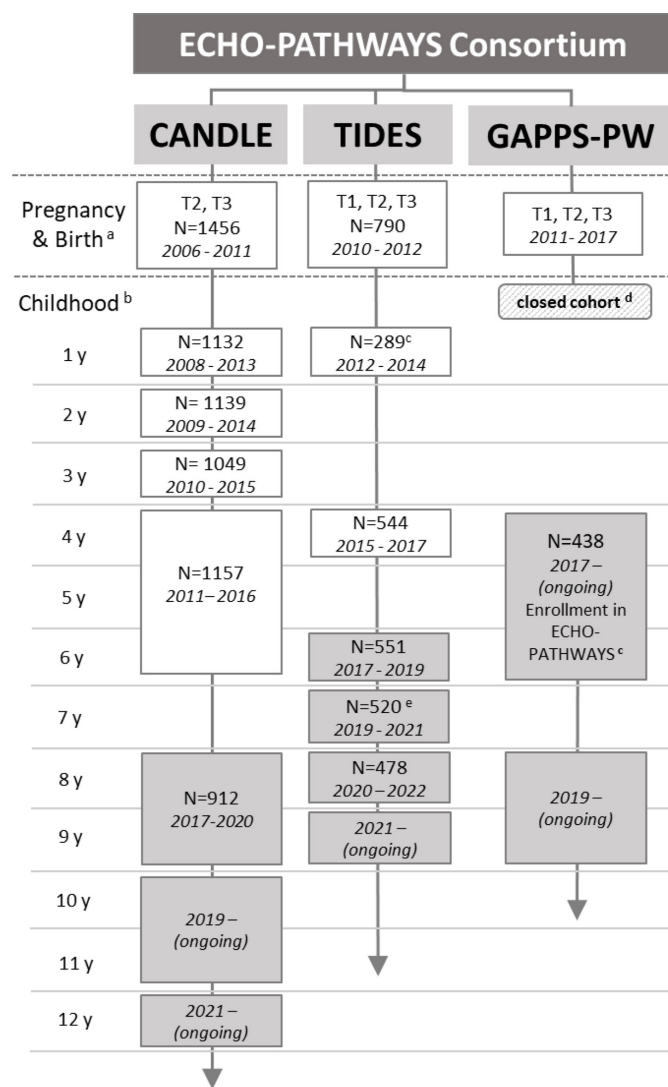 ECHO-PATHWAYS Consortium
CANDLE
TIDES
GAPPS-PW
Pregnancy
& Birth a
T2, T3
N=1456
2006 - 2011
T1, T2, T3
N=790
2010 - 2012
T1, T2, T3
2011- 2017
Childhood b
closed cohort d
1 y
N=1132
2008 - 2013
N=289c
2012 - 2014
2 y
N= 1139
2009 - 2014
3 y
N= 1049
2010 - 2015
4 y
N=544
2015 - 2017
5 y
N=1157
2011– 2016
N=438
2017 –
(ongoing)
Enrollment in
ECHO-
PATHWAYS c
6 y
N=551
2017 - 2019
7 y
N=520 e
2019 - 2021
8 y
N=478
2020 – 2022
9 y
N=912
2017-2020
2021 –
(ongoing)
2019 –
(ongoing)
10 y
11 y
2019 –
(ongoing)
12 y
2021 –
(ongoing)